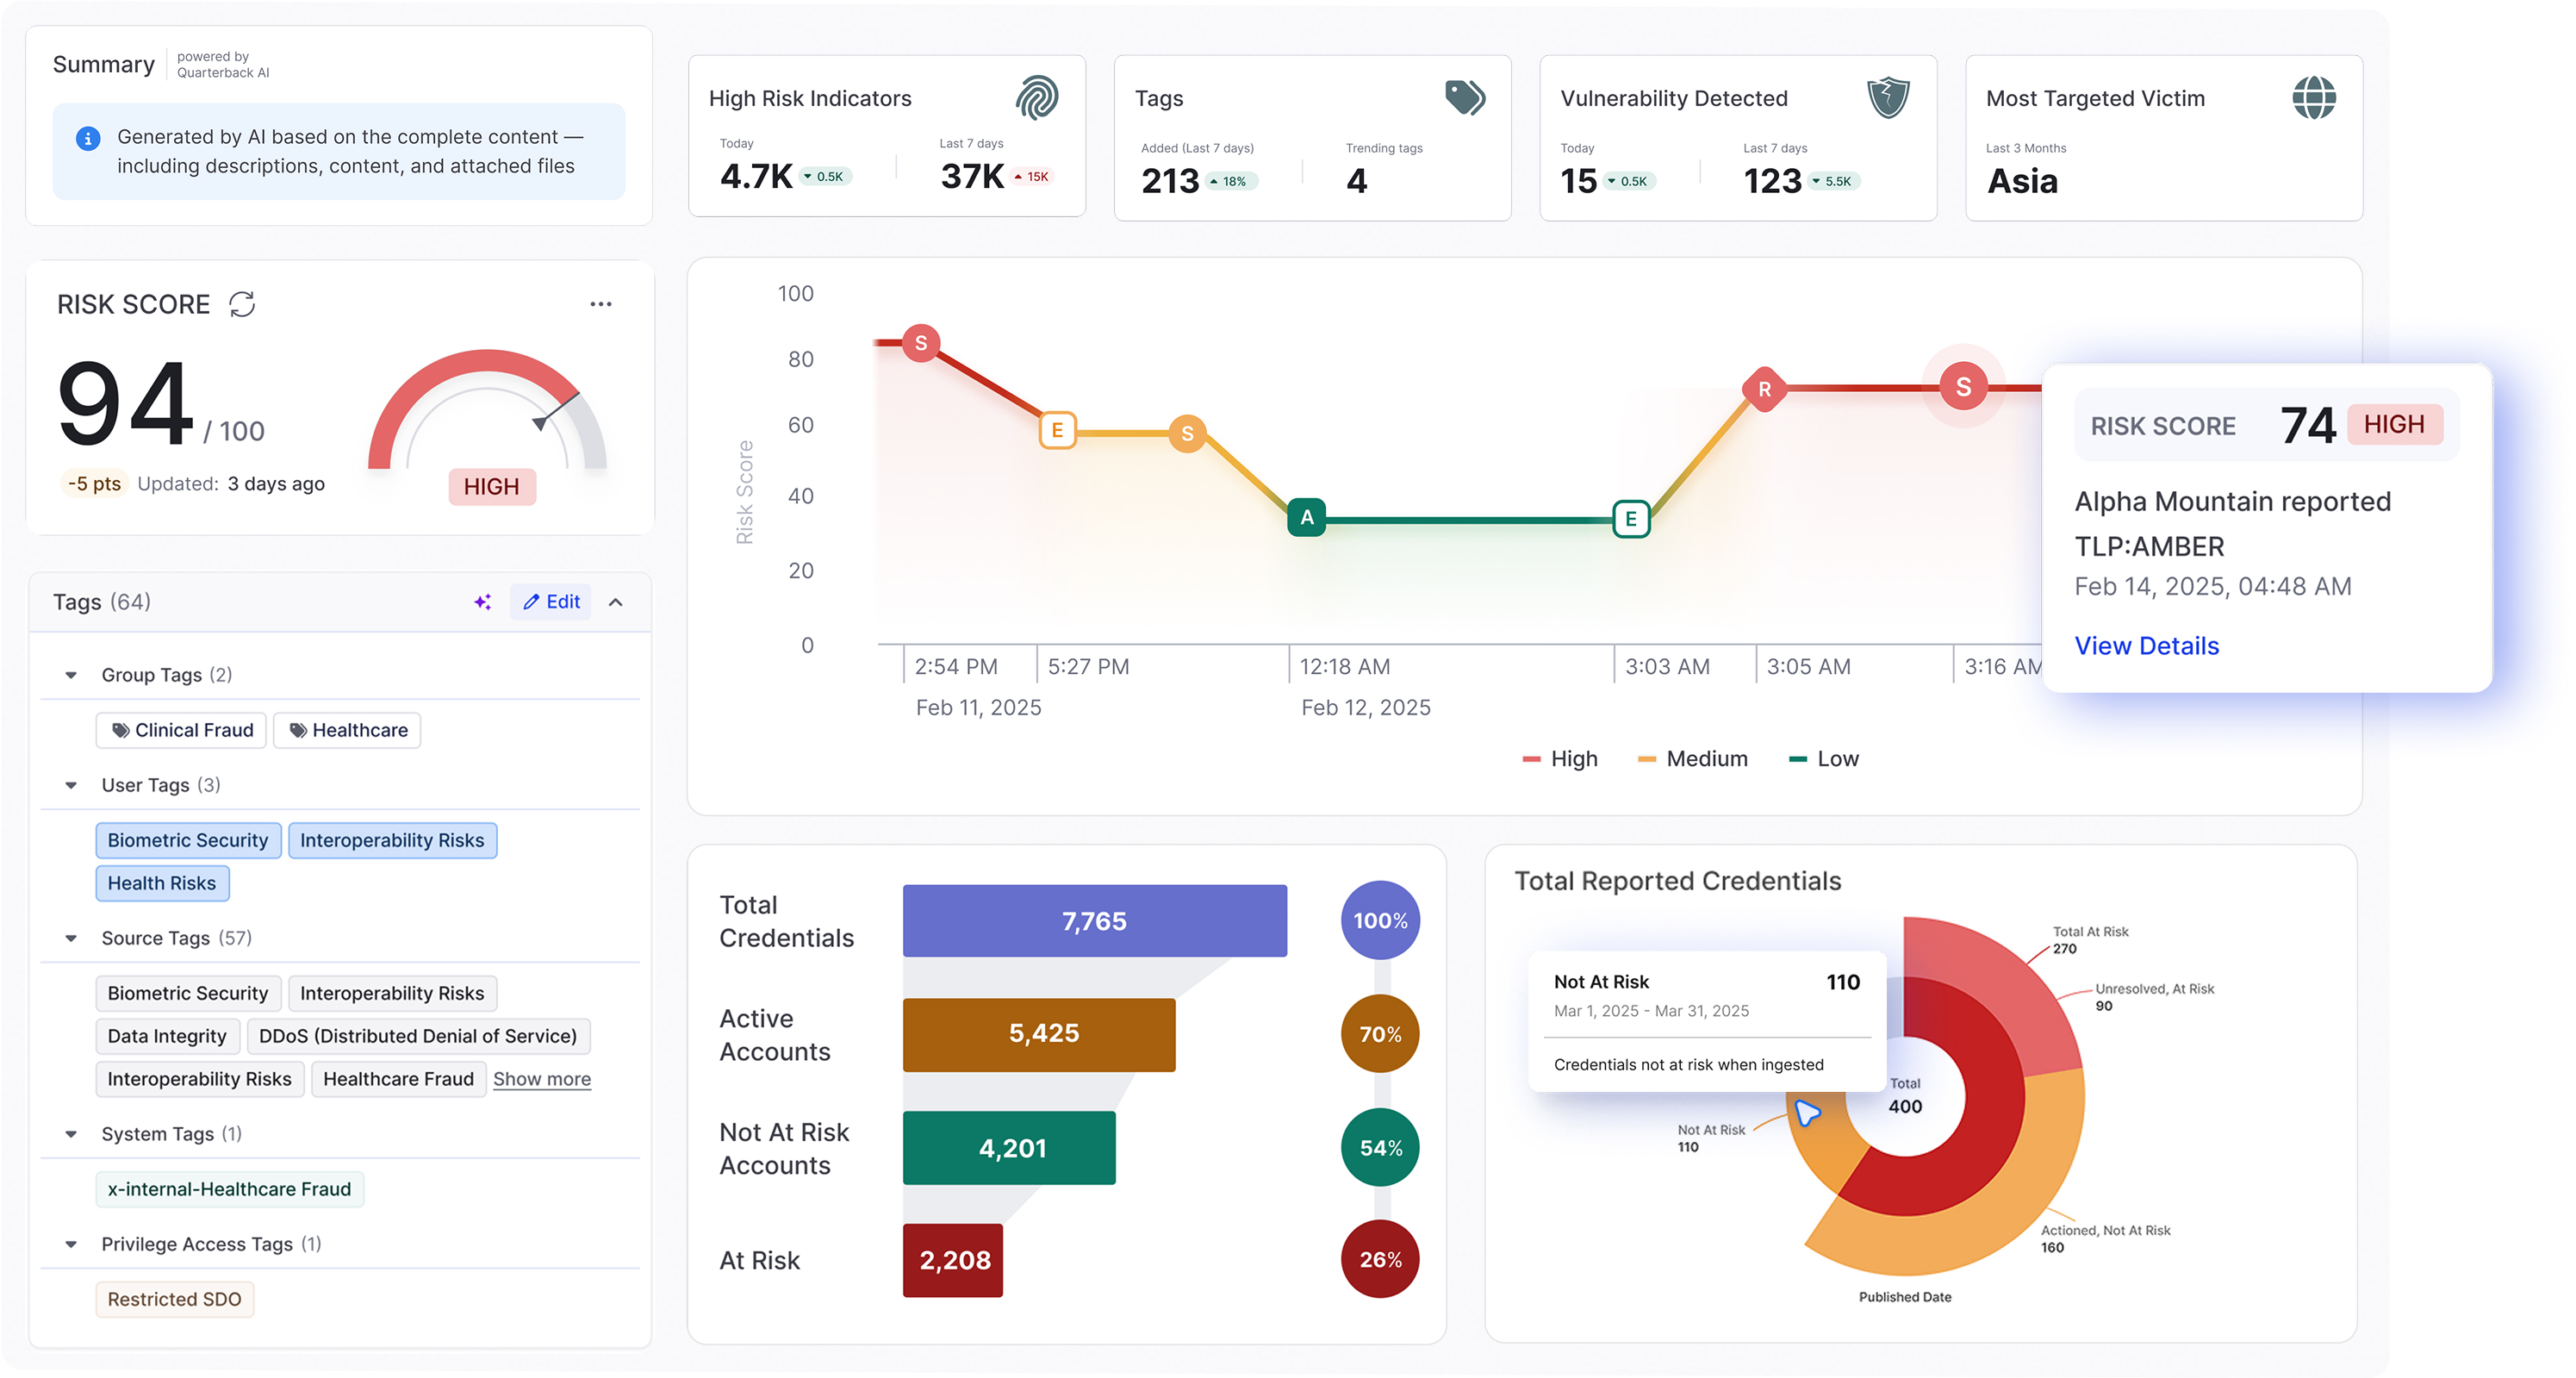 Summary
powered by
Quarterback AI
Generated by AI based on the complete content —
including descriptions, content, and attached files
High Risk Indicators
Today
Last 7 days
4.7K 0.5K
37K 15K
Tags
Added (Last 7 days)
Trending tags
213 18%
4
Vulnerability Detected
Today
Last 7 days
15 0.5K
123 5.5K
Most Targeted Victim
Last 3 Months
Asia
RISK SCORE
94 / 100
-5 pts Updated: 3 days ago
HIGH
Tags (64)
Edit
Group Tags (2)
Clinical Fraud Healthcare
User Tags (3)
Biometric Security Interoperability Risks
Health Risks
Source Tags (57)
Biometric Security Interoperability Risks
Data Integrity DDoS (Distributed Denial of Service)
Interoperability Risks Healthcare Fraud Show more
System Tags (1)
x-internal-Healthcare Fraud
Privilege Access Tags (1)
Restricted SDO
Risk Score
100
80
60
40
20
0
S
E
S
A
E
R
S
2:54 PM 5:27 PM 12:18 AM 3:03 AM 3:05 AM 3:16 AM
Feb 11, 2025 Feb 12, 2025
High Medium Low
RISK SCORE 74 HIGH
Alpha Mountain reported
TLP:AMBER
Feb 14, 2025, 04:48 AM
View Details
Total
Credentials
7,765
100%
Active
Accounts
5,425
70%
Not At Risk
Accounts
4,201
54%
At Risk
2,208
26%
Total Reported Credentials
Not At Risk 110
Mar 1, 2025 - Mar 31, 2025
Credentials not at risk when ingested
Total At Risk
270
Unresolved, At Risk
90
Total
400
Not At Risk
110
Actioned, Not At Risk
160
Published Date